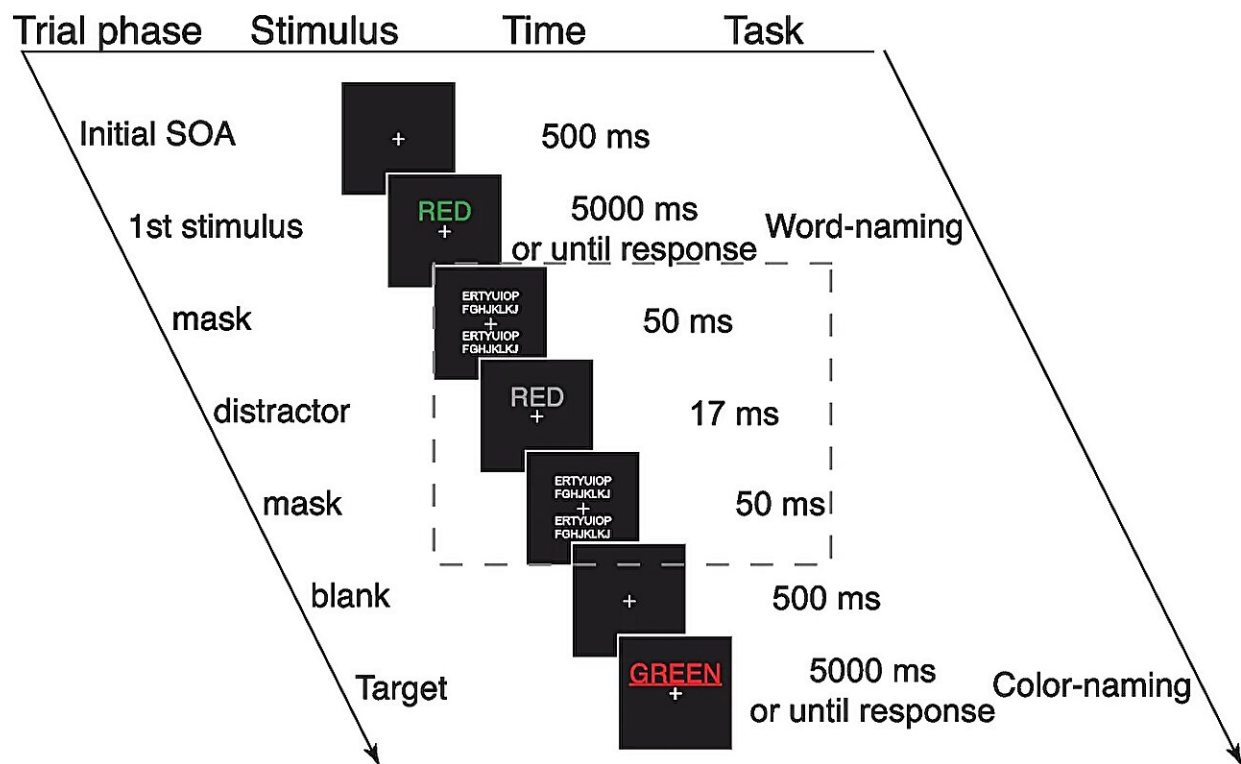 Trial phase Stimulus Time Task
Initial SOA + 500 ms
1st stimulus RED 5000 ms Word-naming
+ or until response
mask ERTYUIOP 50 ms
FGHJKLKJ
+
ERTYUIOP
FGHJKLKJ
distractor RED 17 ms
+
mask ERTYUIOP 50 ms
FGHJKLKJ
+
ERTYUIOP
FGHJKLKJ
blank + 500 ms
Target GREEN 5000 ms Color-naming
+ or until response